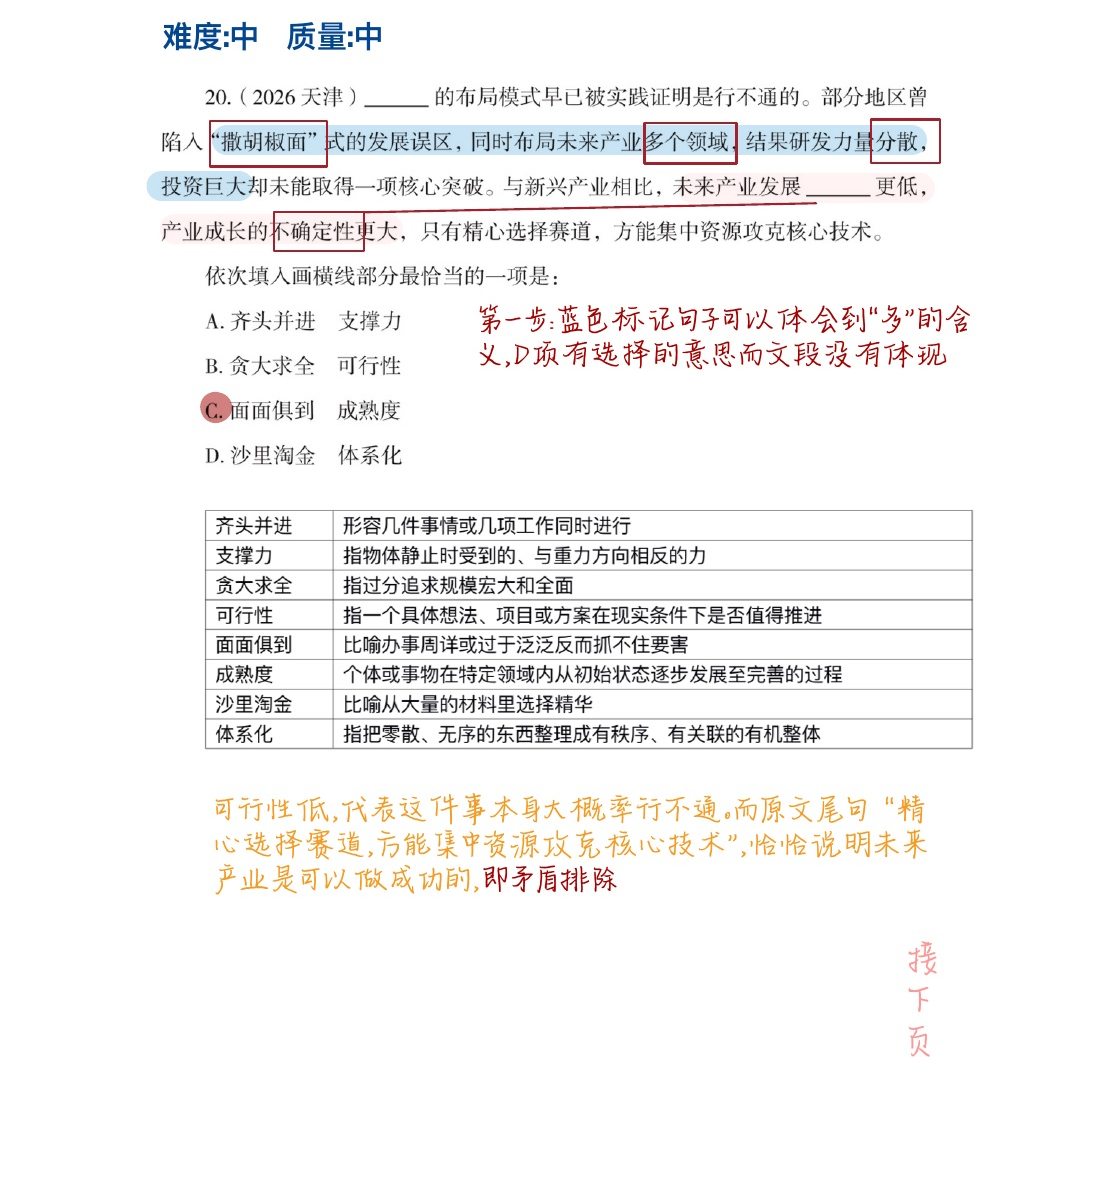 难度:中 质量:中
20.（2026 天津）______ 的布局模式早已被实践证明是行不通的。部分地区曾
陷入“撒胡椒面”式的发展误区，同时布局未来产业多个领域，结果研发力量分散，
投资巨大却未能取得一项核心突破。与新兴产业相比，未来产业发展______更低，
产业成长的不确定性更大，只有精心选择赛道，方能集中资源攻克核心技术。
依次填入画横线部分最恰当的一项是：
A. 齐头并进 支撑力
B. 贪大求全 可行性
C. 面面俱到 成熟度
D. 沙里淘金 体系化
第一步:蓝色标记句子可以体会到“多”的含
义,D项有选择的意思而文段没有体现
齐头并进 形容几件事情或几项工作同时进行
支撑力 指物体静止时受到的、与重力方向相反的力
贪大求全 指过分追求规模宏大和全面
可行性 指一个具体想法、项目或方案在现实条件下是否值得推进
面面俱到 比喻办事周详或过于泛泛反而抓不住要害
成熟度 个体或事物在特定领域内从初始状态逐步发展至完善的过程
沙里淘金 比喻从大量的材料里选择精华
体系化 指把零散、无序的东西整理成有秩序、有关联的有机整体
可行性低,代表这件事本身大概率行不通。而原文尾句“精
心选择赛道,方能集中资源攻克核心技术”,恰恰说明未来
产业是可以做成功的,即矛盾排除
接
下
页